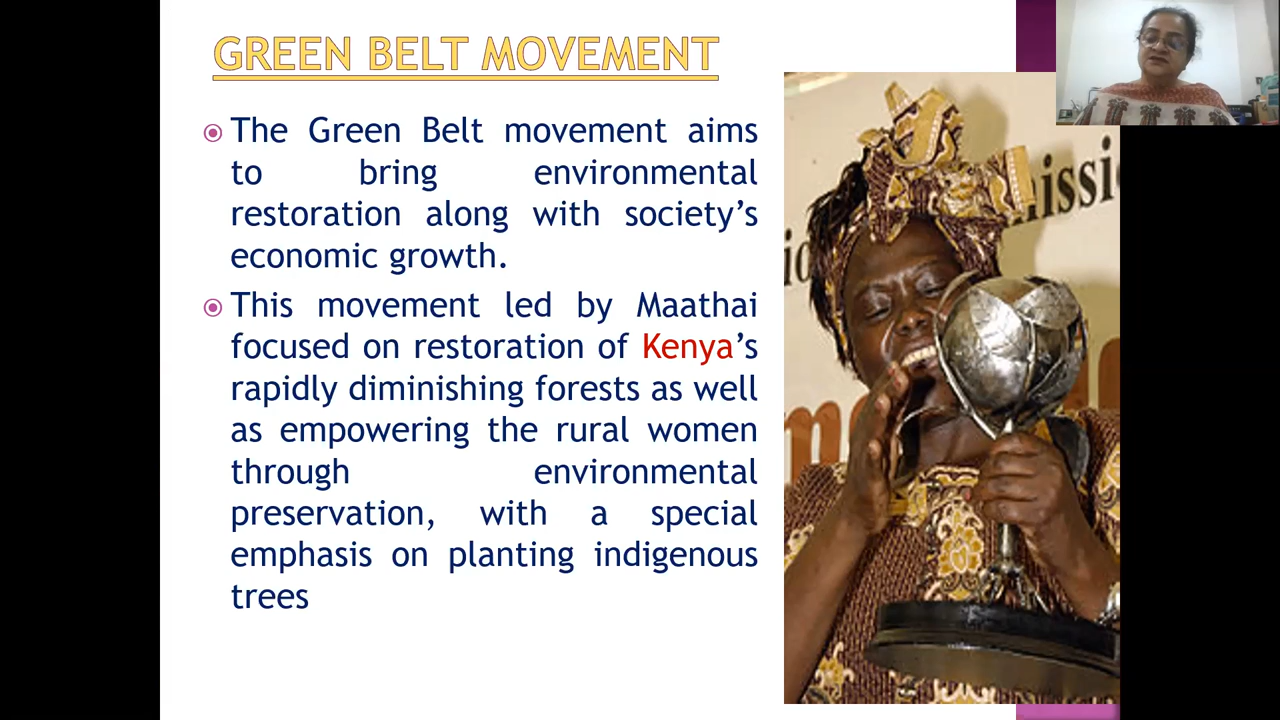 GREEN BELT MOVEMENT
The Green Belt movement aims
to bring environmental
restoration along with society’s
economic growth.
This movement led by Maathai
focused on restoration of Kenya’s
rapidly diminishing forests as well
as empowering the rural women
through environmental
preservation, with a special
emphasis on planting indigenous
trees